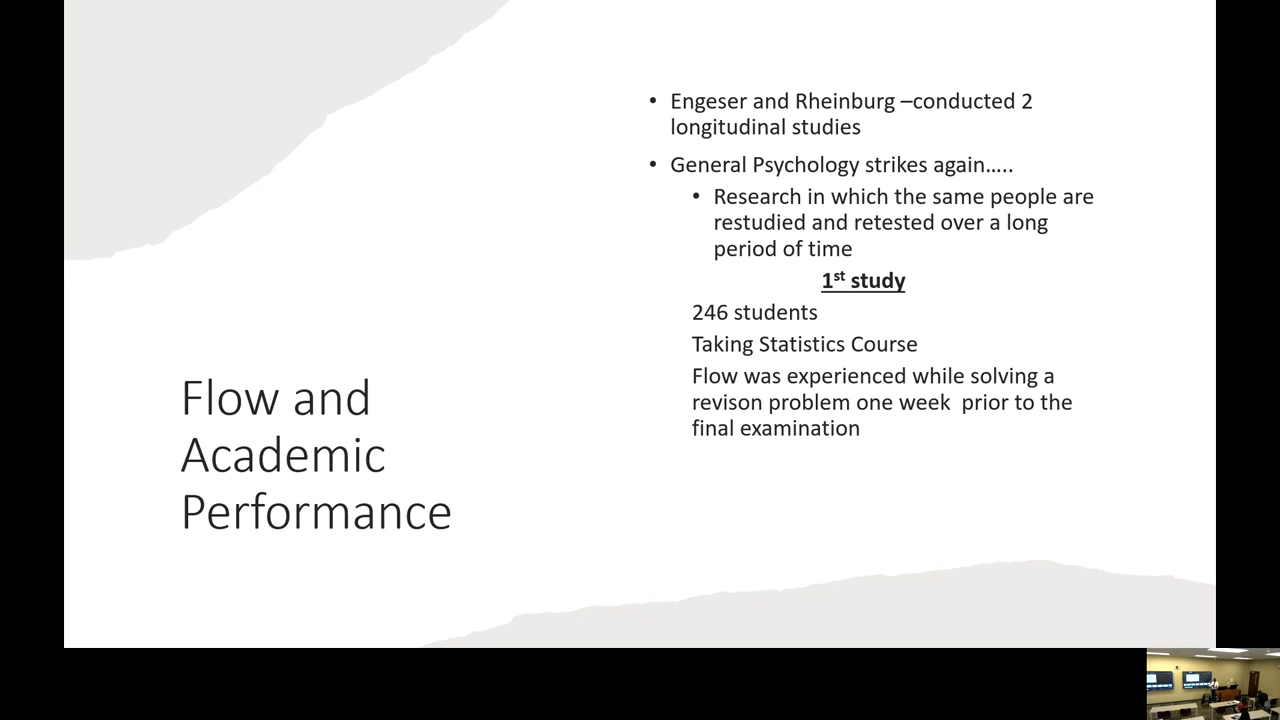 Flow and
Academic
Performance
• Engeser and Rheinburg –conducted 2
longitudinal studies
• General Psychology strikes again…..
• Research in which the same people are
restudied and retested over a long
period of time
1st study
246 students
Taking Statistics Course
Flow was experienced while solving a
revison problem one week  prior to the
final examination